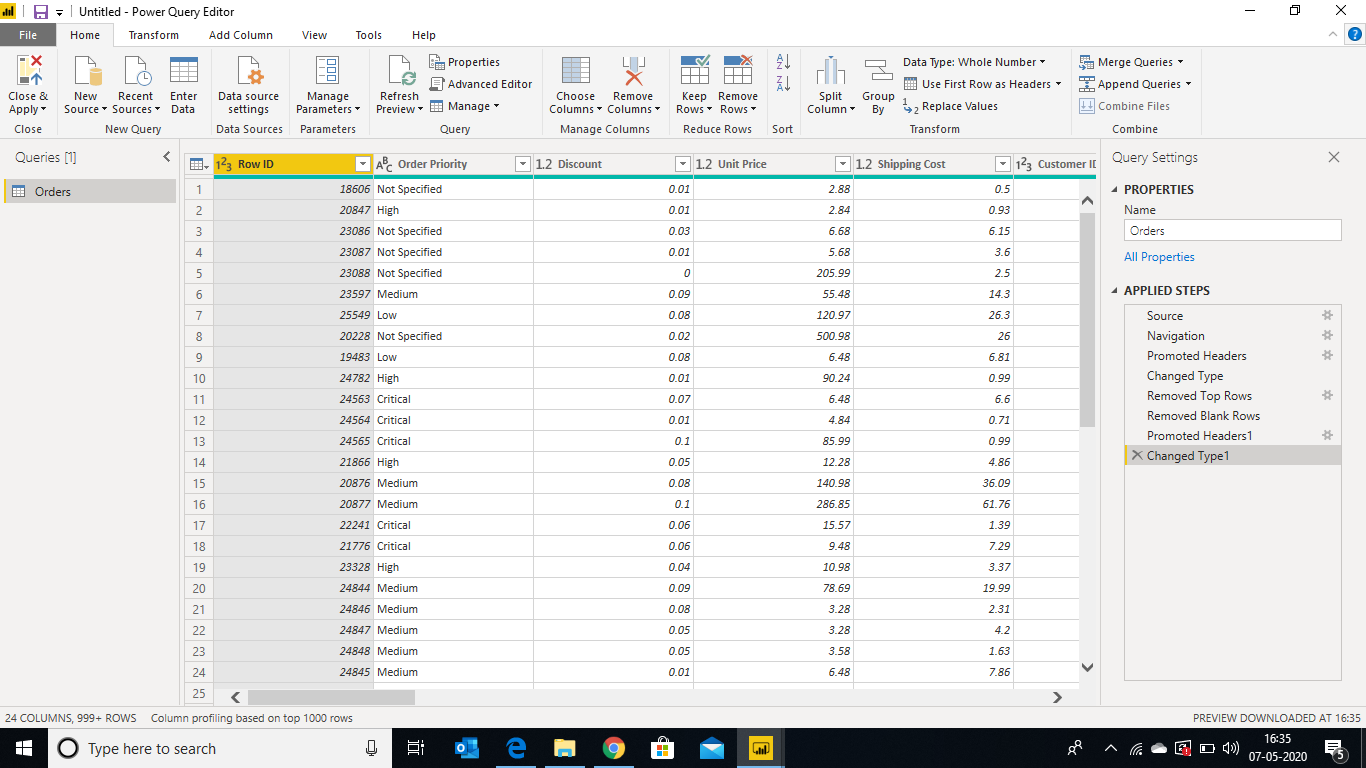 Untitled - Power Query Editor
File Home Transform Add Column View Tools Help
Close & Apply
Close
New Source
Recent Sources
Enter Data
New Query
Data source settings
Data Sources
Manage Parameters
Parameters
Refresh Preview
Properties
Advanced Editor
Manage
Query
Choose Columns
Remove Columns
Manage Columns
Keep Rows
Remove Rows
Reduce Rows
A Z
Z A
Sort
Split Column
Group By
Data Type: Whole Number
Use First Row as Headers
1 2 Replace Values
Transform
Merge Queries
Append Queries
Combine Files
Combine
Queries [1]
Orders
123 Row ID ABC Order Priority 1.2 Discount 1.2 Unit Price 1.2 Shipping Cost 123 Customer ID
1 18606 Not Specified 0.01 2.88 0.5
2 20847 High 0.01 2.84 0.93
3 23086 Not Specified 0.03 6.68 6.15
4 23087 Not Specified 0.01 5.68 3.6
5 23088 Not Specified 0 205.99 2.5
6 23597 Medium 0.09 55.48 14.3
7 25549 Low 0.08 120.97 26.3
8 20228 Not Specified 0.02 500.98 26
9 19483 Low 0.08 6.48 6.81
10 24782 High 0.01 90.24 0.99
11 24563 Critical 0.07 6.48 6.6
12 24564 Critical 0.01 4.84 0.71
13 24565 Critical 0.1 85.99 0.99
14 21866 High 0.05 12.28 4.86
15 20876 Medium 0.08 140.98 36.09
16 20877 Medium 0.1 286.85 61.76
17 22241 Critical 0.06 15.57 1.39
18 21776 Critical 0.06 9.48 7.29
19 23328 High 0.04 10.98 3.37
20 24844 Medium 0.09 78.69 19.99
21 24846 Medium 0.08 3.28 2.31
22 24847 Medium 0.05 3.28 4.2
23 24848 Medium 0.05 3.58 1.63
24 24845 Medium 0.01 6.48 7.86
25
Query Settings
PROPERTIES
Name
Orders
All Properties
APPLIED STEPS
Source
Navigation
Promoted Headers
Changed Type
Removed Top Rows
Removed Blank Rows
Promoted Headers1
Changed Type1
24 COLUMNS, 999+ ROWS Column profiling based on top 1000 rows
PREVIEW DOWNLOADED AT 16:35
Type here to search
16:35
07-05-2020
5